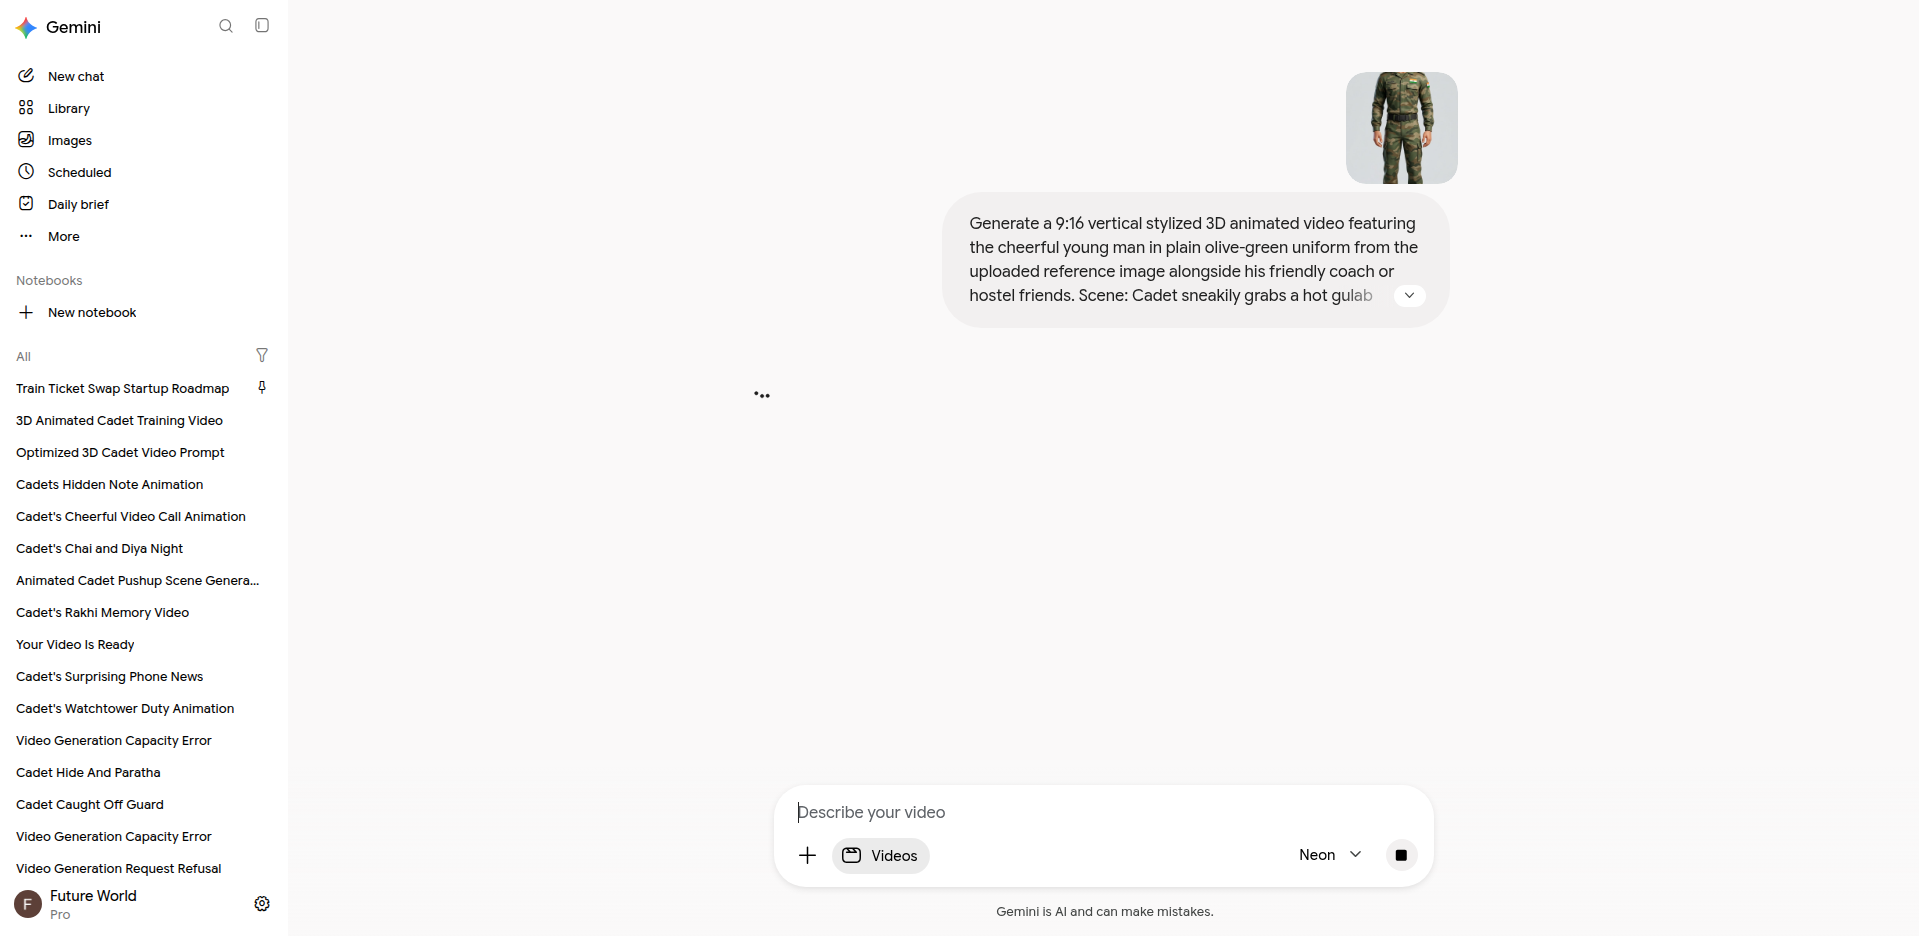 Gemini
New chat
Library
Images
Scheduled
Daily brief
More
Notebooks
New notebook
All
Train Ticket Swap Startup Roadmap
3D Animated Cadet Training Video
Optimized 3D Cadet Video Prompt
Cadets Hidden Note Animation
Cadet's Cheerful Video Call Animation
Cadet's Chai and Diya Night
Animated Cadet Pushup Scene Genera...
Cadet's Rakhi Memory Video
Your Video Is Ready
Cadet's Surprising Phone News
Cadet's Watchtower Duty Animation
Video Generation Capacity Error
Cadet Hide And Paratha
Cadet Caught Off Guard
Video Generation Capacity Error
Video Generation Request Refusal
F
Future World
Pro
Generate a 9:16 vertical stylized 3D animated video featuring
the cheerful young man in plain olive-green uniform from the
uploaded reference image alongside his friendly coach or
hostel friends. Scene: Cadet sneakily grabs a hot gulab
Describe your video
Videos
Neon
Gemini is AI and can make mistakes.